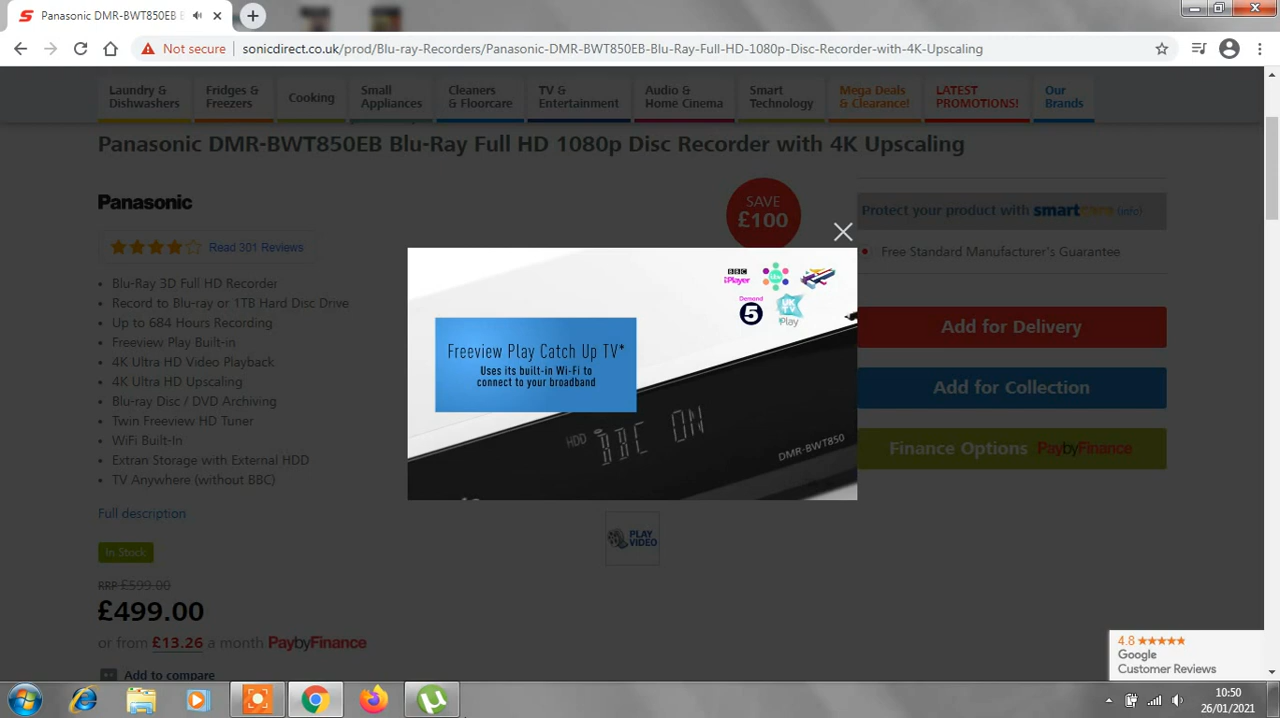 Panasonic DMR-BWT850EB E
Not secure
sonicdirect.co.uk/prod/Blu-ray-Recorders/Panasonic-DMR-BWT850EB-Blu-Ray-Full-HD-1080p-Disc-Recorder-with-4K-Upscaling
Laundry & Dishwashers
Fridges & Freezers
Cooking
Small Appliances
Cleaners & Floorcare
TV & Entertainment
Audio & Home Cinema
Smart Technology
Mega Deals & Clearance!
LATEST PROMOTIONS!
Our Brands
Panasonic DMR-BWT850EB Blu-Ray Full HD 1080p Disc Recorder with 4K Upscaling
Panasonic
SAVE
£100
Protect your product with smartcare (info)
Read 301 Reviews
Free Standard Manufacturer's Guarantee
Blu-Ray 3D Full HD Recorder
Record to Blu-ray or 1TB Hard Disc Drive
Up to 684 Hours Recording
Freeview Play Built-in
4K Ultra HD Video Playback
4K Ultra HD Upscaling
Blu-ray Disc / DVD Archiving
Twin Freeview HD Tuner
WiFi Built-In
Extran Storage with External HDD
TV Anywhere (without BBC)
Full description
BBC
iPlayer
itv
Demand
5
UK
TV
Play
Freeview Play Catch Up TV*
Uses its built-in Wi-Fi to
connect to your broadband
HDD
BBC ON
DMR-BWT850
Add for Delivery
Add for Collection
Finance Options PaybyFinance
PLAY
VIDEO
In Stock
RRP £599.00
£499.00
or from £13.26 a month PaybyFinance
Add to compare
4.8
Google
Customer Reviews
10:50
26/01/2021